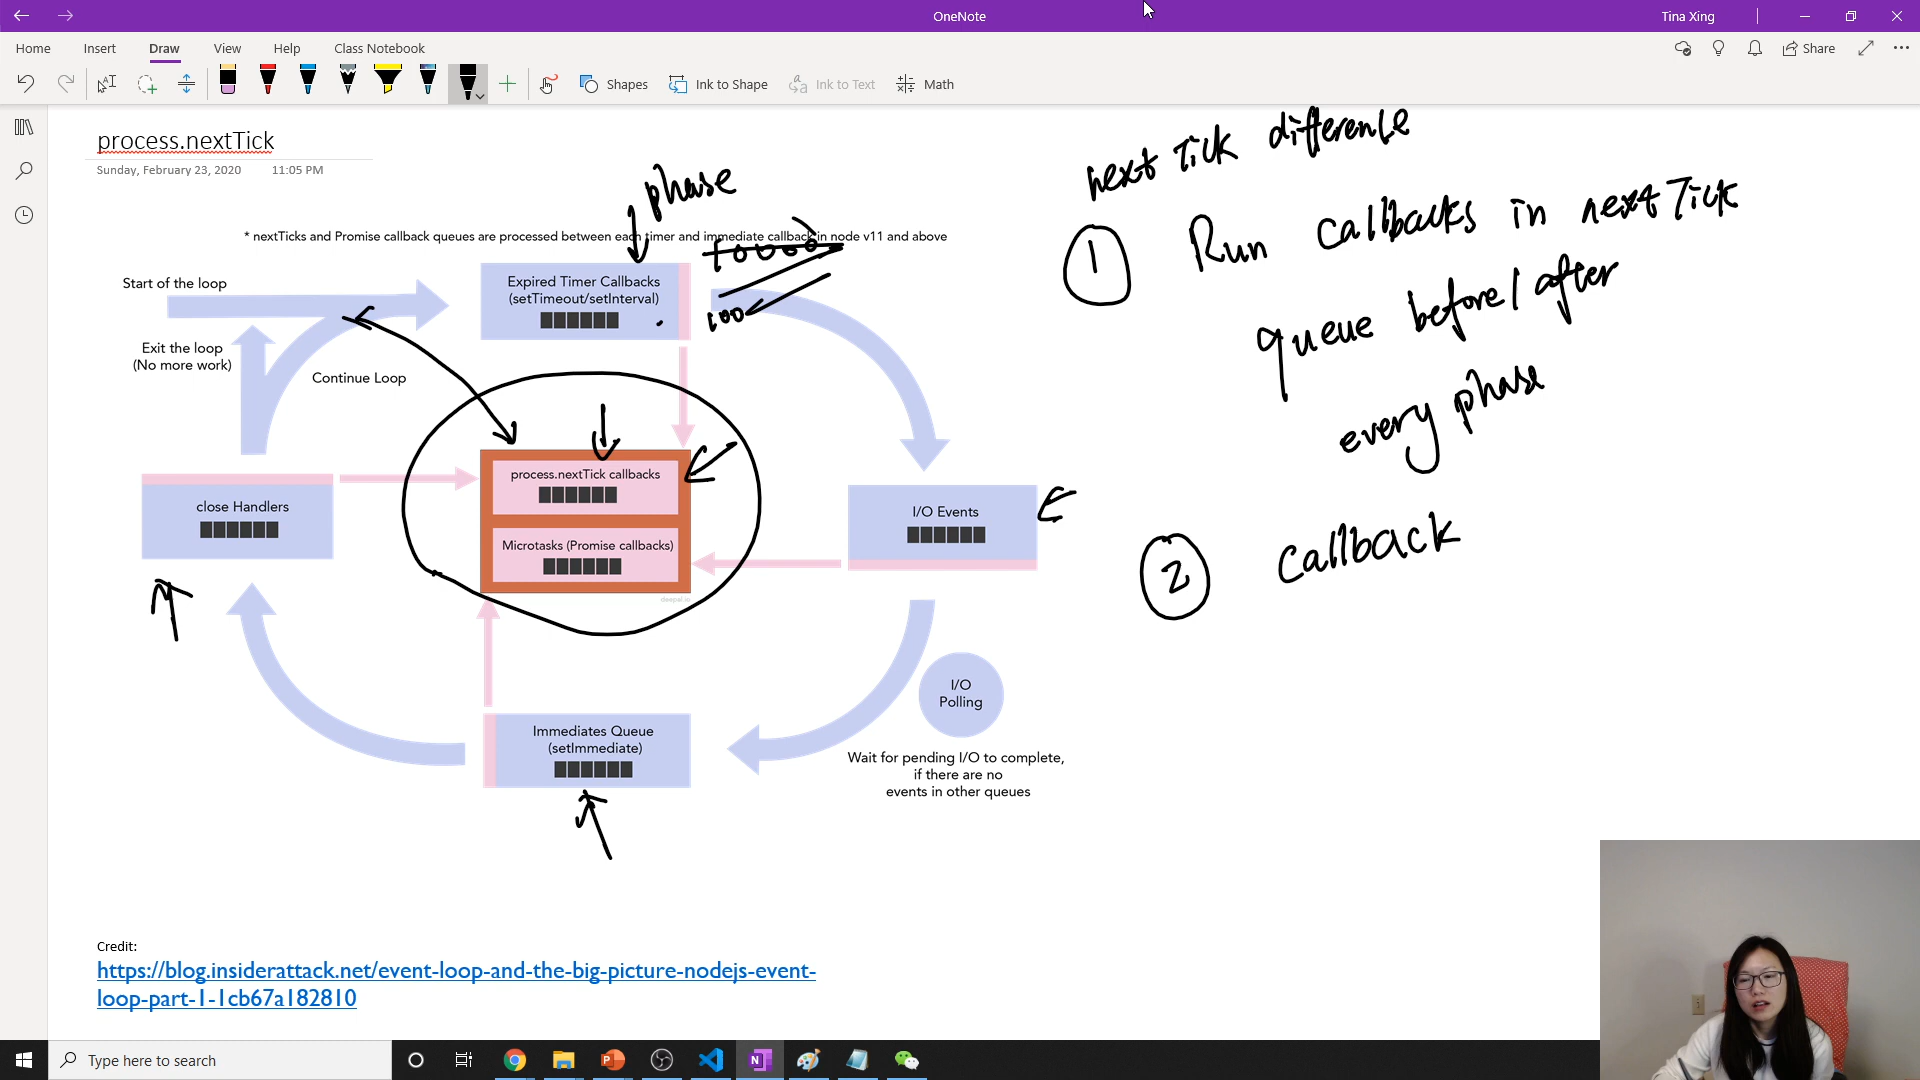 OneNote
Tina Xing
Home Insert Draw View Help Class Notebook
Share
Shapes Ink to Shape Ink to Text Math
process.nextTick
Sunday, February 23, 2020 11:05 PM
phase
* nextTicks and Promise callback queues are processed between each timer and immediate callback in node v11 and above
Start of the loop
Expired Timer Callbacks
(setTimeout/setInterval)
10000
100
Exit the loop
(No more work)
Continue Loop
process.nextTick callbacks
Microtasks (Promise callbacks)
close Handlers
I/O Events
I/O
Polling
Immediates Queue
(setImmediate)
Wait for pending I/O to complete,
if there are no
events in other queues
next Tick difference
1 Run callbacks in nextTick
queue before/after
every phase
2 Callback
Credit:
https://blog.insiderattack.net/event-loop-and-the-big-picture-nodejs-event-
loop-part-1-1cb67a182810
Type here to search